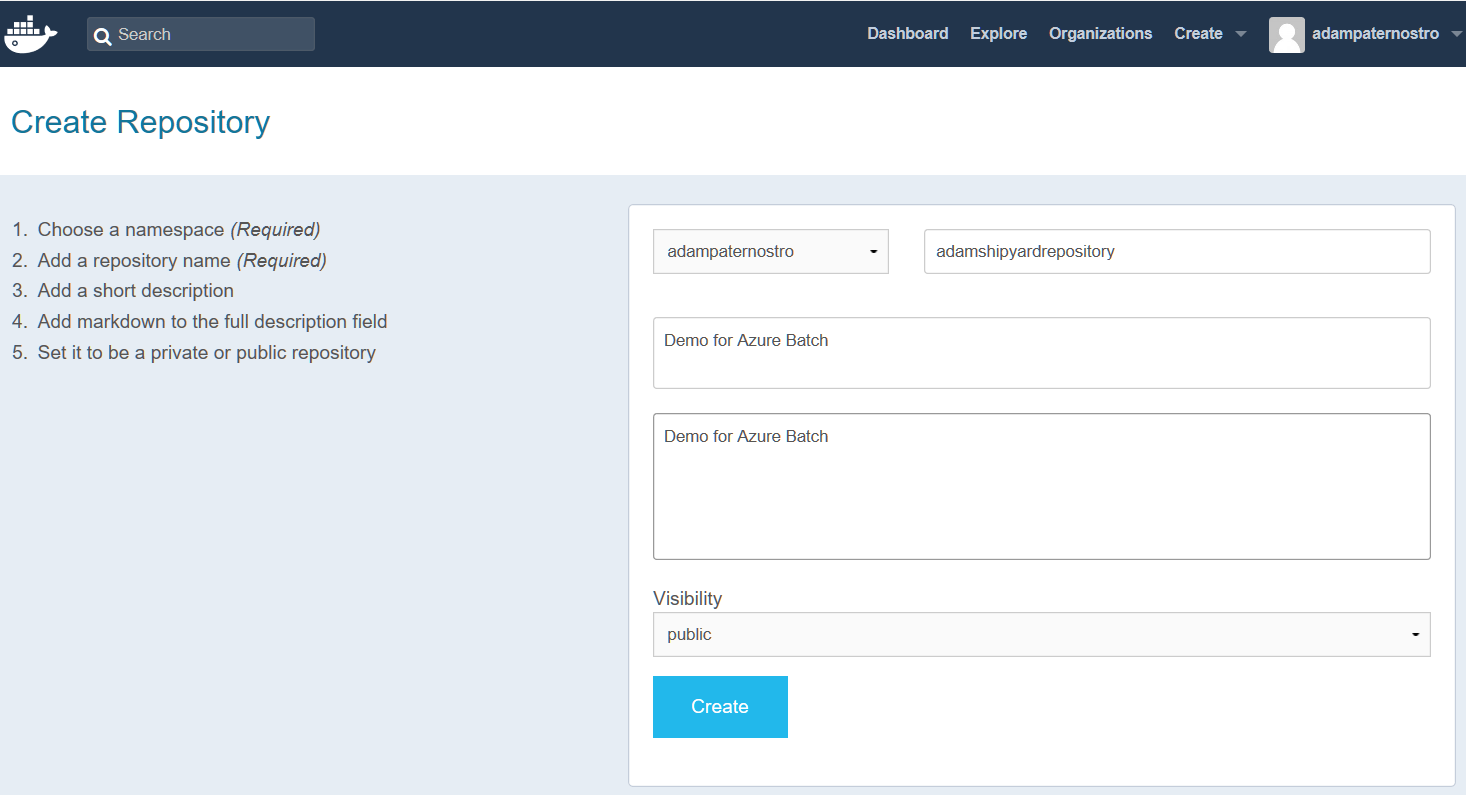 Search
Dashboard Explore Organizations Create adampaternostro
Create Repository
1. Choose a namespace (Required)
2. Add a repository name (Required)
3. Add a short description
4. Add markdown to the full description field
5. Set it to be a private or public repository
adampaternostro adamshipyardrepository
Demo for Azure Batch
Demo for Azure Batch
Visibility
public
Create